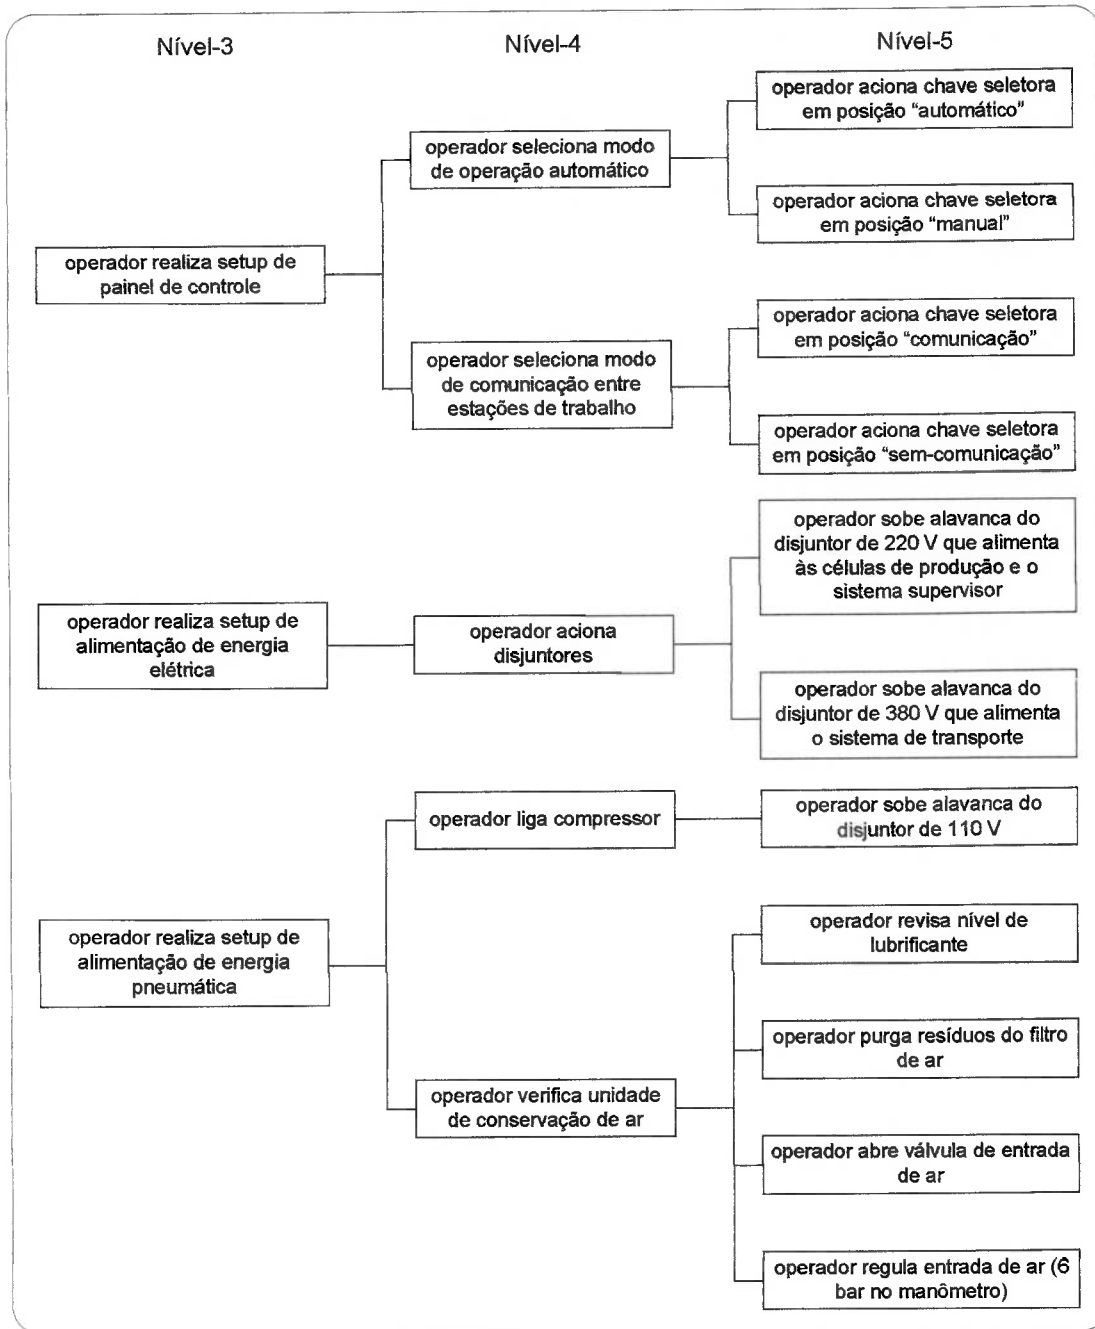 Nível-3
Nível-4
Nível-5
operador aciona chave seletora
em posição “automático”
operador seleciona modo
de operação automático
operador aciona chave seletora
em posição “manual”
operador realiza setup de
painel de controle
operador aciona chave seletora
em posição “comunicação”
operador seleciona modo
de comunicação entre
estações de trabalho
operador aciona chave seletora
em posição “sem-comunicação”
operador sobe alavanca do
disjuntor de 220 V que alimenta
às células de produção e o
sistema supervisor
operador realiza setup de
alimentação de energia
elétrica
operador aciona
disjuntores
operador sobe alavanca do
disjuntor de 380 V que alimenta
o sistema de transporte
operador liga compressor
operador sobe alavanca do
disjuntor de 110 V
operador realiza setup de
alimentação de energia
pneumática
operador revisa nível de
lubrificante
operador purga resíduos do filtro
de ar
operador verifica unidade
de conservação de ar
operador abre válvula de entrada
de ar
operador regula entrada de ar (6
bar no manômetro)